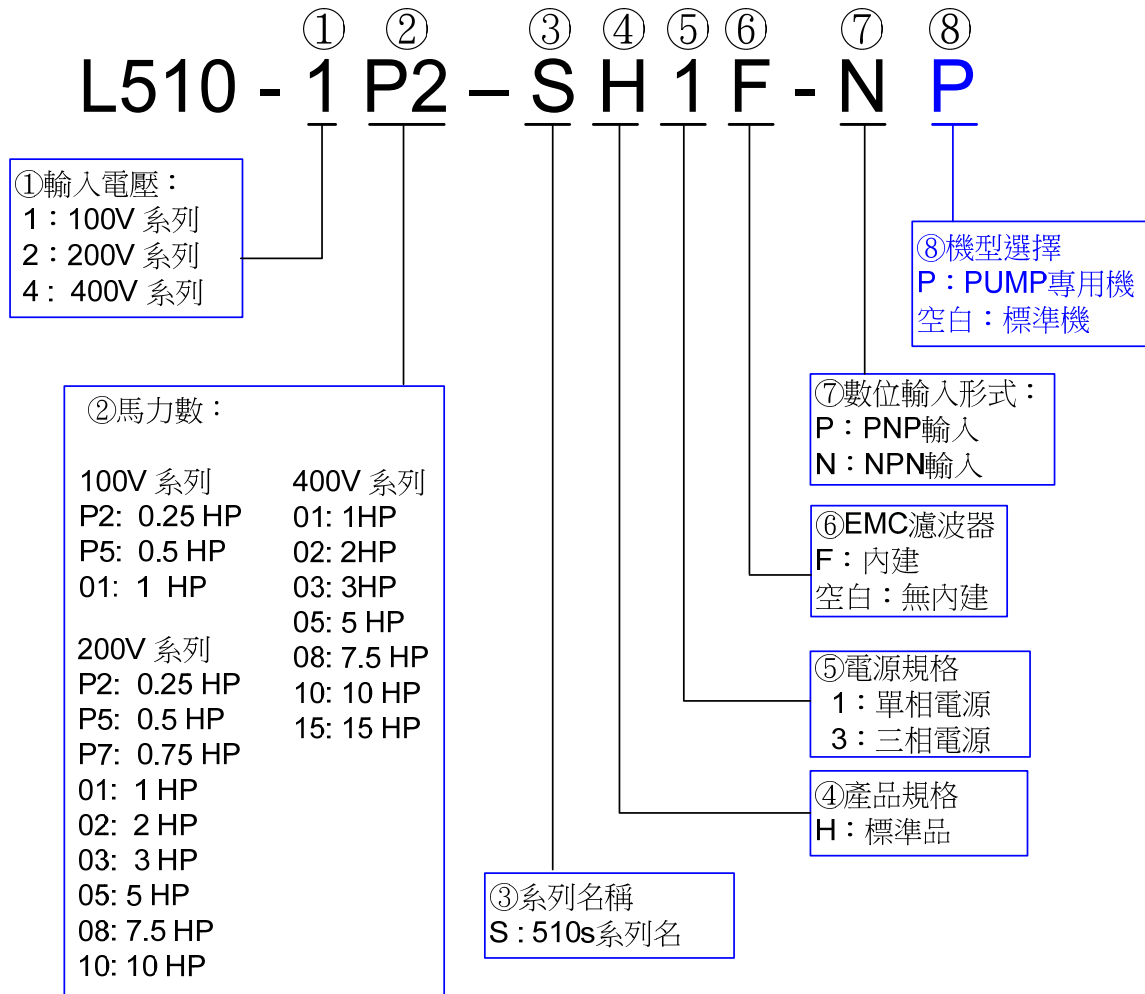 ① ② ③ ④ ⑤ ⑥ ⑦ ⑧
L510 - 1 P2 – S H 1 F - N P
①輸入電壓：
1：100V 系列
2：200V 系列
4： 400V 系列
⑧機型選擇
P：PUMP專用機
空白：標準機
②馬力數：
100V 系列
P2: 0.25 HP
P5: 0.5 HP
01: 1 HP
200V 系列
P2: 0.25 HP
P5: 0.5 HP
P7: 0.75 HP
01: 1 HP
02: 2 HP
03: 3 HP
05: 5 HP
08: 7.5 HP
10: 10 HP
400V 系列
01: 1HP
02: 2HP
03: 3HP
05: 5 HP
08: 7.5 HP
10: 10 HP
15: 15 HP
⑦數位輸入形式：
P：PNP輸入
N：NPN輸入
⑥EMC濾波器
F：內建
空白：無內建
⑤電源規格
1：單相電源
3：三相電源
④產品規格
H：標準品
③系列名稱
S : 510s系列名